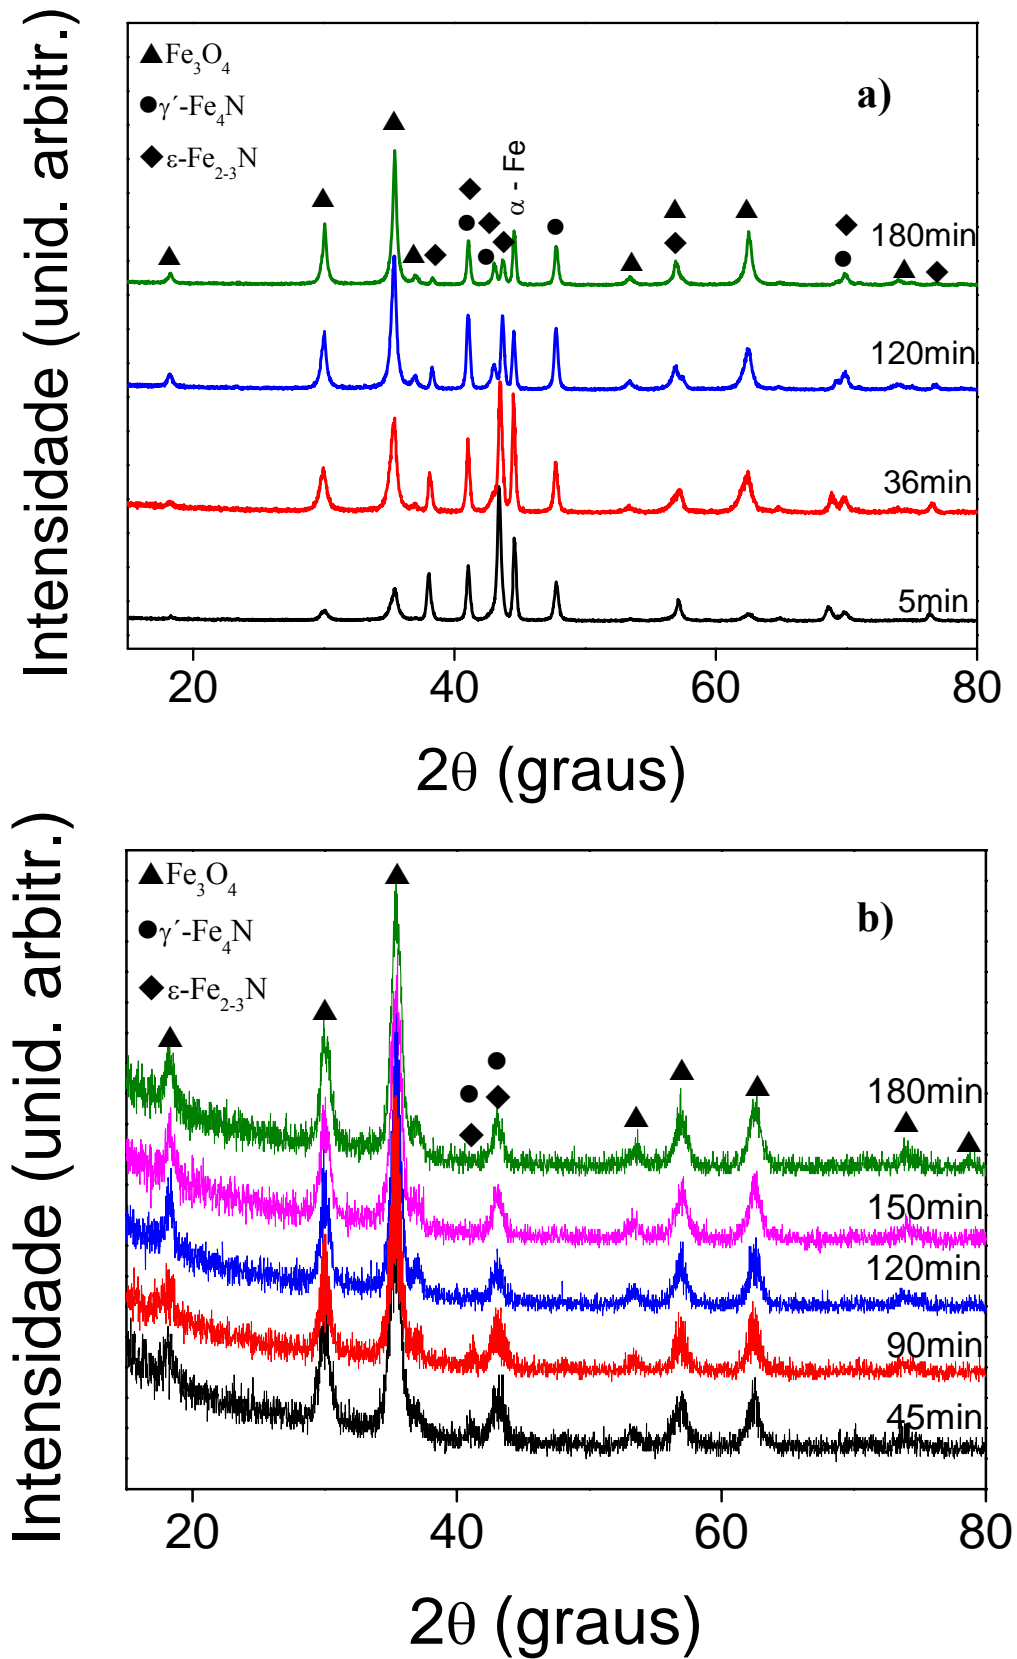 Intensidade (unid. arbitr.)
▲Fe₃O₄
●γ´-Fe₄N
◆ε-Fe₂₋₃N
a)
α - Fe
180min
120min
36min
5min
20 40 60 80
2θ (graus)
Intensidade (unid. arbitr.)
▲Fe₃O₄
●γ´-Fe₄N
◆ε-Fe₂₋₃N
b)
180min
150min
120min
90min
45min
20 40 60 80
2θ (graus)